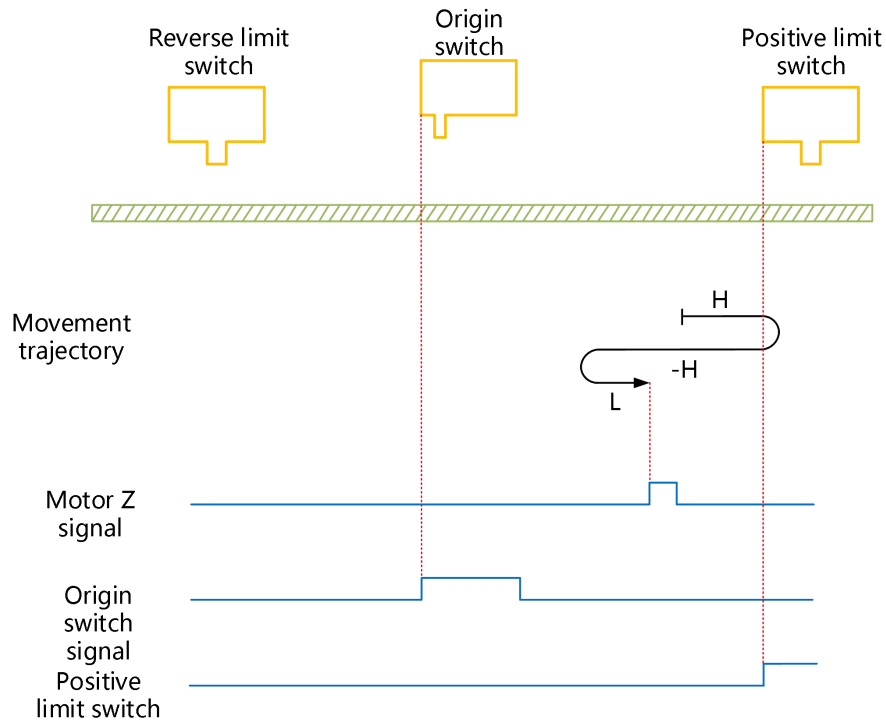 Reverse limit
switch
Origin
switch
Positive limit
switch
Movement
trajectory
H
-H
L
Motor Z
signal
Origin
switch
signal
Positive
limit switch